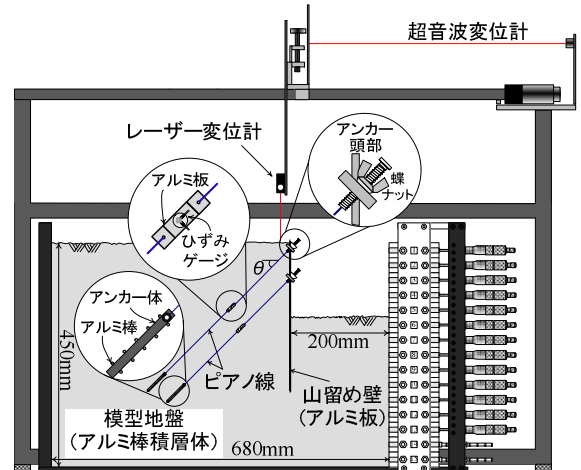 超音波変位計
レーザー変位計
アンカー
頭部
蝶
ナット
アルミ板
ひずみ
ゲージ
θ
アンカー体
アルミ棒
450mm
200mm
ピアノ線
山留め壁
(アルミ板)
模型地盤
(アルミ棒積層体)
680mm